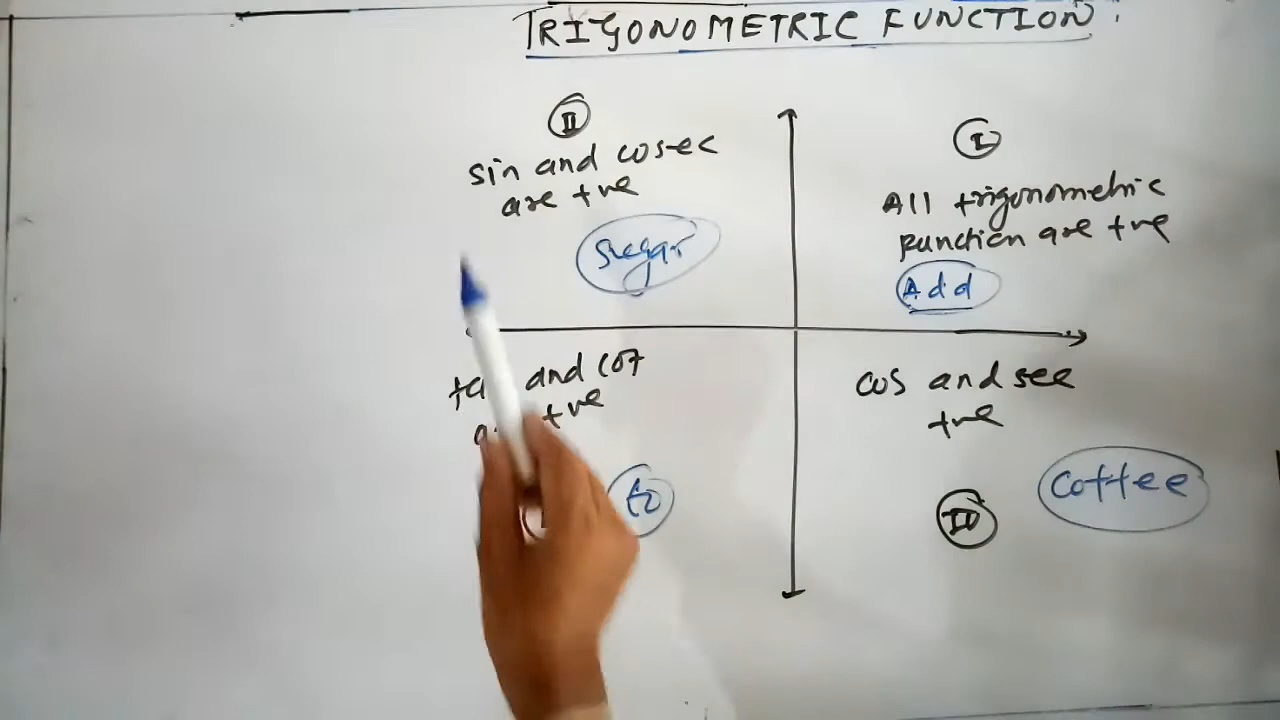 TRIGONOMETRIC FUNCTION.
II
sin and cosec
are +ve
Sugar
I
All trigonometric
function are +ve
Add
and cot
+ve
to
cos and sec
+ve
IV
Coffee